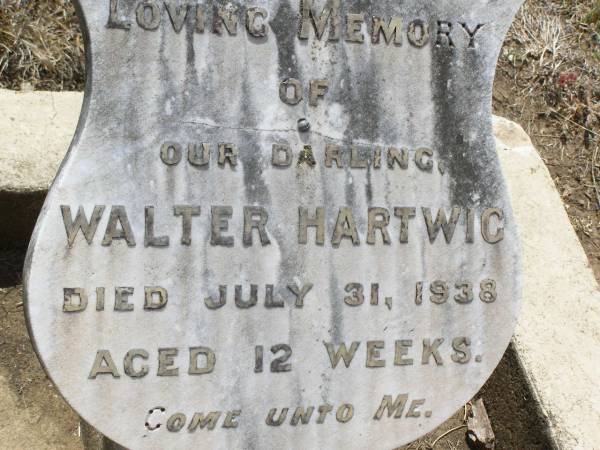 LOVING MEMORY
OF
OUR DARLING,
WALTER HARTWIG
DIED JULY 31, 1938
AGED 12 WEEKS.
COME UNTO ME.